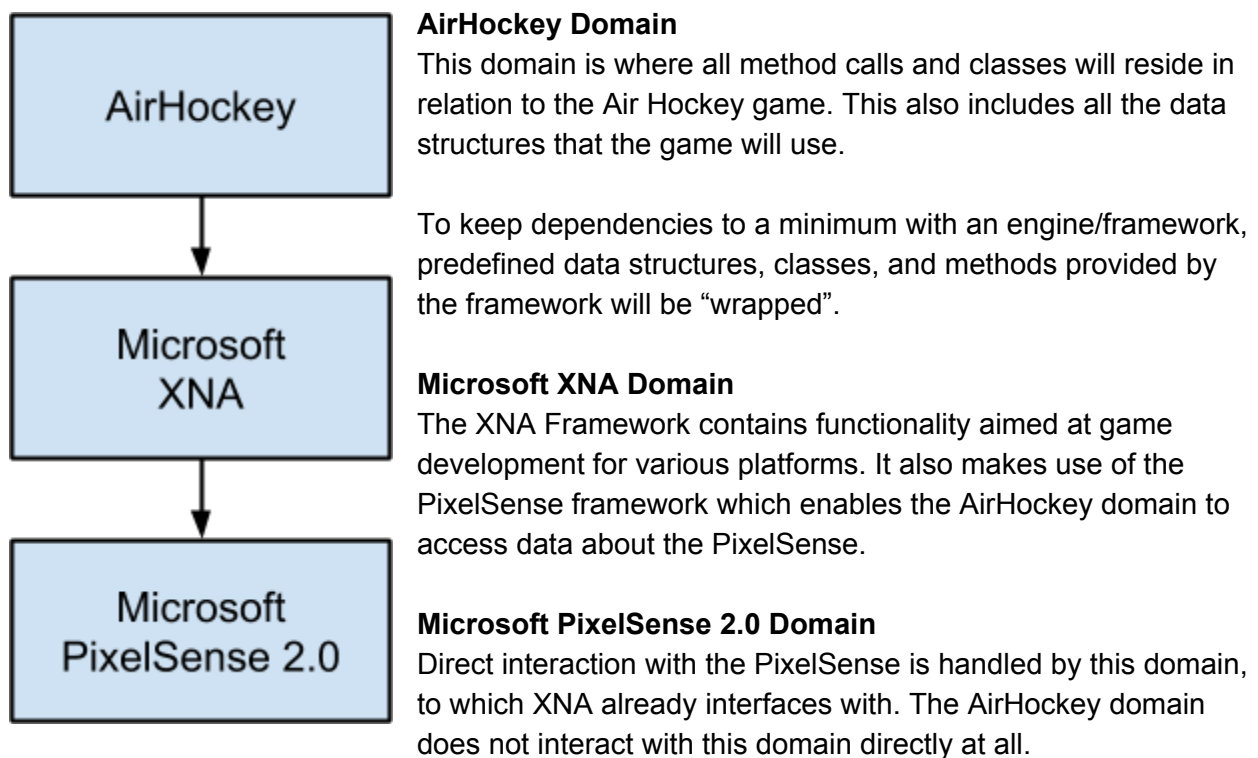 AirHockey
Microsoft
XNA
Microsoft
PixelSense 2.0
AirHockey Domain
This domain is where all method calls and classes will reside in
relation to the Air Hockey game. This also includes all the data
structures that the game will use.
To keep dependencies to a minimum with an engine/framework,
predefined data structures, classes, and methods provided by
the framework will be “wrapped”.
Microsoft XNA Domain
The XNA Framework contains functionality aimed at game
development for various platforms. It also makes use of the
PixelSense framework which enables the AirHockey domain to
access data about the PixelSense.
Microsoft PixelSense 2.0 Domain
Direct interaction with the PixelSense is handled by this domain,
to which XNA already interfaces with. The AirHockey domain
does not interact with this domain directly at all.